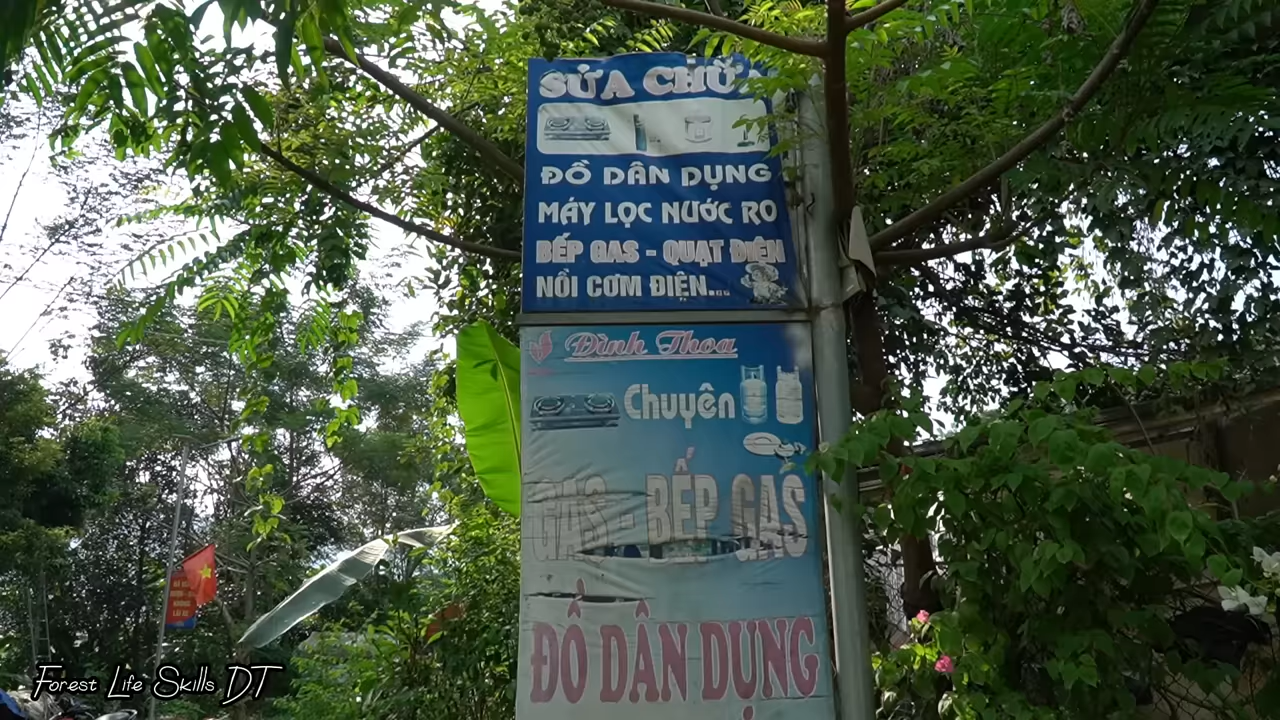 SỬA CHỮA
ĐỒ DÂN DỤNG
MÁY LỌC NƯỚC RO
BẾP GAS - QUẠT ĐIỆN
NỒI CƠM ĐIỆN...
Đình Thoa
Chuyên
GAS - BẾP GAS
ĐỒ DÂN DỤNG
Forest Life Skills DT